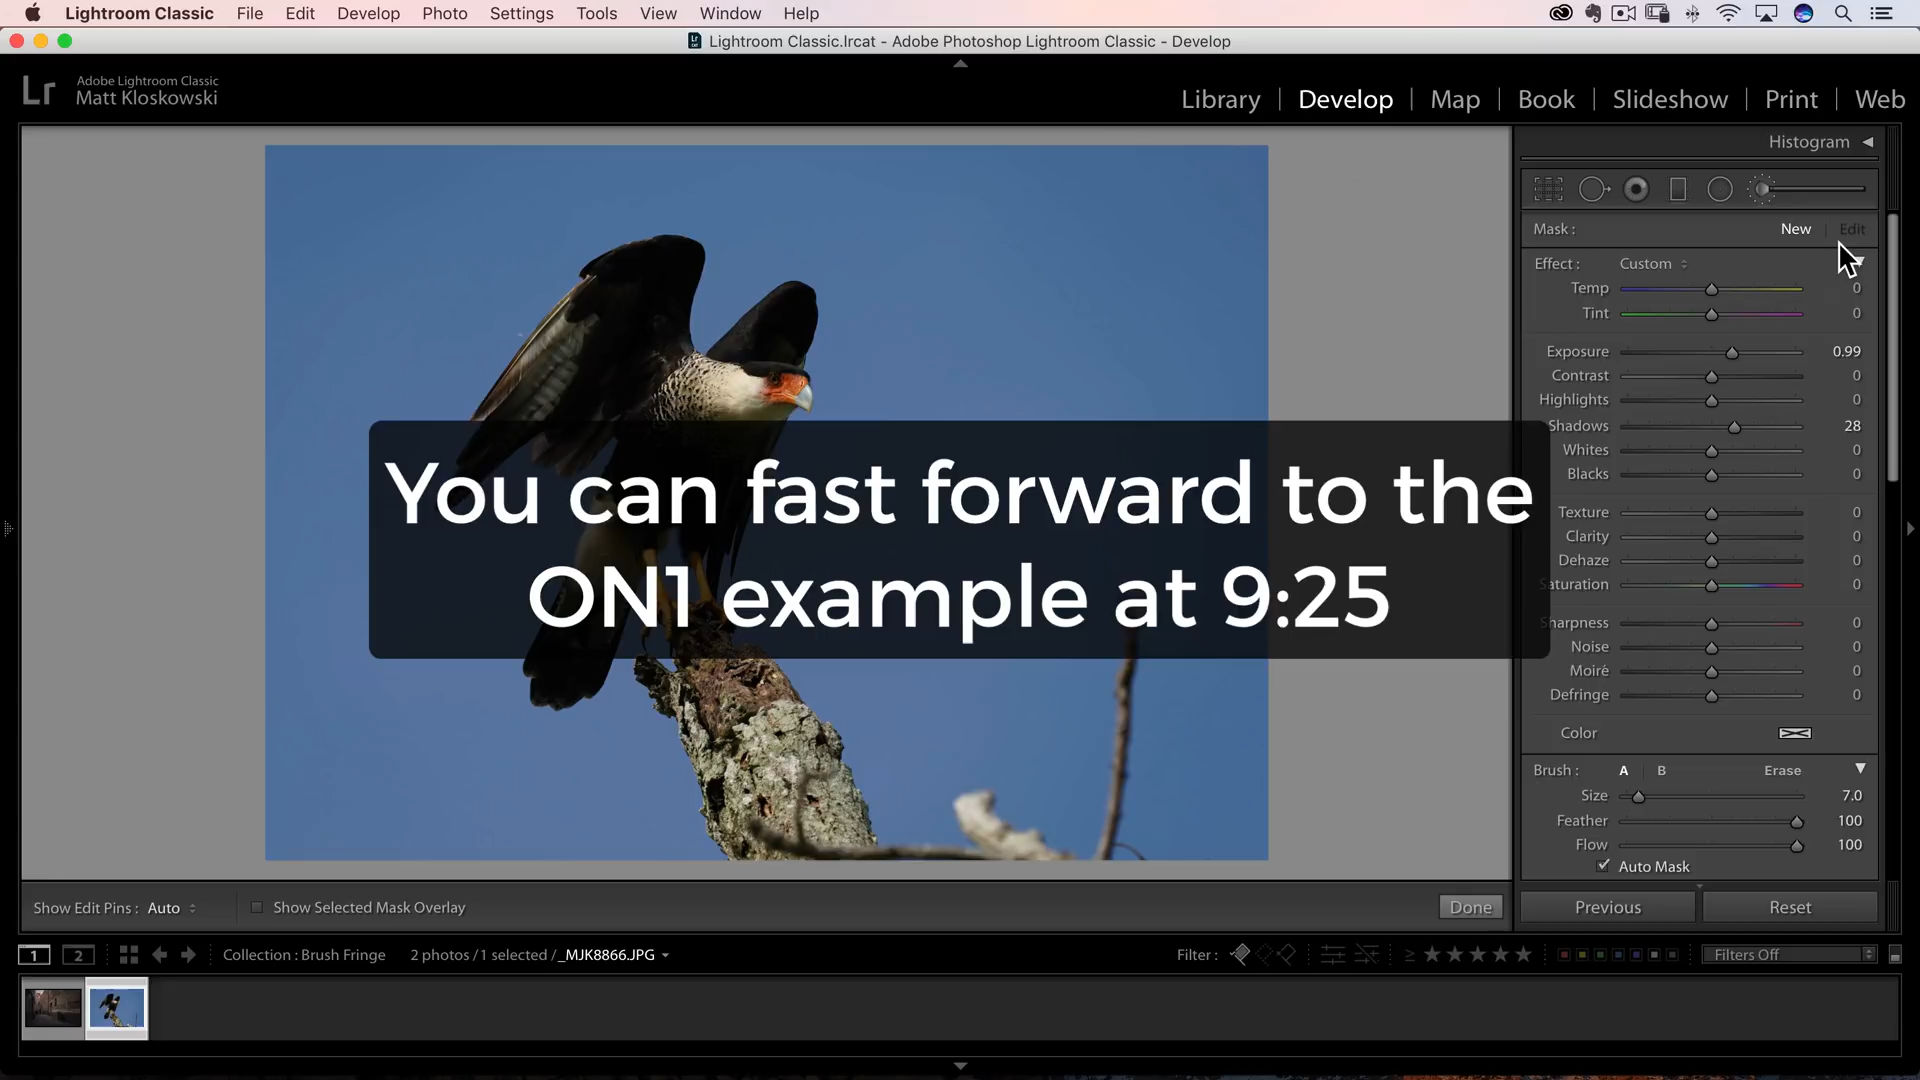 Lightroom Classic File Edit Develop Photo Settings Tools View Window Help
Lightroom Classic.lrcat - Adobe Photoshop Lightroom Classic - Develop
Lr
Adobe Lightroom Classic
Matt Kloskowski
Library | Develop | Map | Book | Slideshow | Print | Web
Histogram
Mask : New | Edit
Effect : Custom
Temp 0
Tint 0
Exposure 0.99
Contrast 0
Highlights 0
Shadows 28
Whites 0
Blacks 0
Texture 0
Clarity 0
Dehaze 0
Saturation 0
Sharpness 0
Noise 0
Moiré 0
Defringe 0
Color
Brush : A | B Erase
Size 7.0
Feather 100
Flow 100
Auto Mask
You can fast forward to the
ON1 example at 9:25
Show Edit Pins : Auto Show Selected Mask Overlay Done Previous Reset
1 2 Collection : Brush Fringe 2 photos / 1 selected / _MJK8866.JPG Filter : ≥ ★★★★★ Filters Off